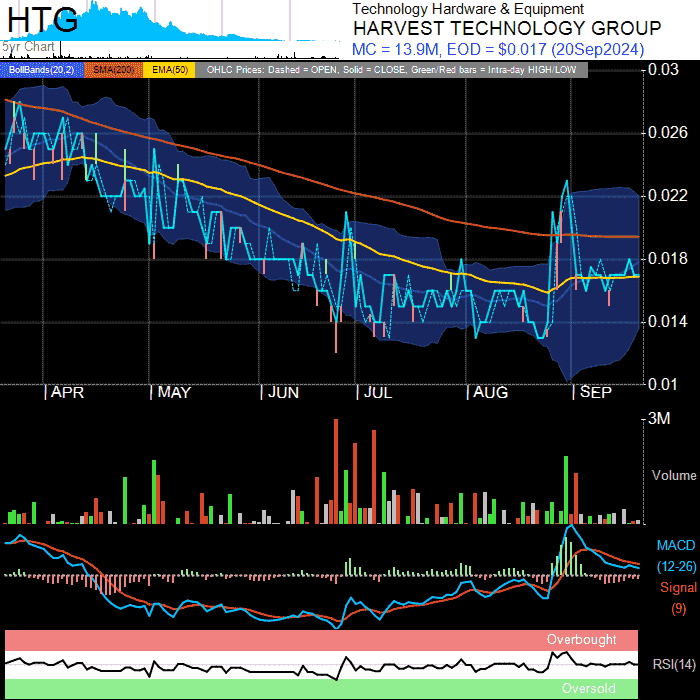 HTG
5yr Chart
Technology Hardware & Equipment
HARVEST TECHNOLOGY GROUP
MC = 13.9M, EOD = $0.017 (20Sep2024)
BollBands(20,2) SMA(200) EMA(50) OHLC Prices: Dashed = OPEN, Solid = CLOSE, Green/Red bars = Intra-day HIGH/LOW
0.03
0.026
0.022
0.018
0.014
0.01
| APR | MAY | JUN | JUL | AUG | SEP
3M
Volume
MACD
(12-26)
Signal
(9)
Overbought
RSI(14)
Oversold